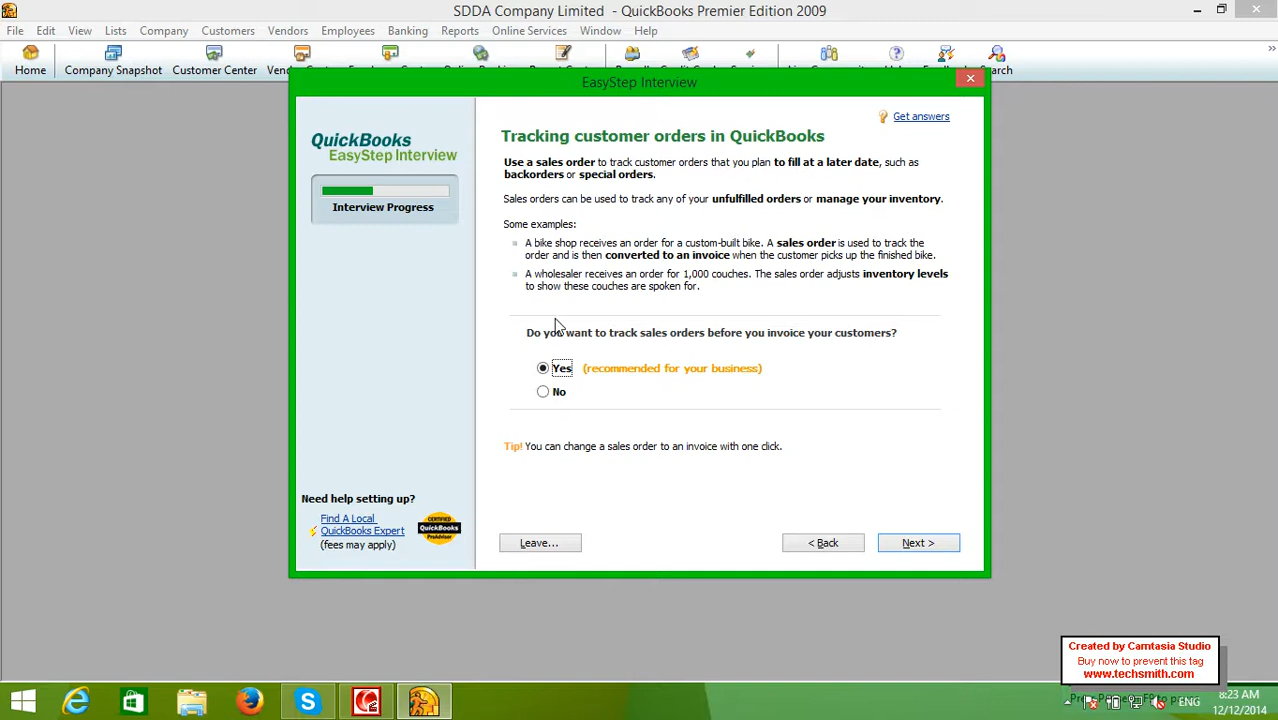 SDDA Company Limited - QuickBooks Premier Edition 2009
File Edit View Lists Company Customers Vendors Employees Banking Reports Online Services Window Help
Home Company Snapshot Customer Center Search
EasyStep Interview
Get answers
QuickBooks
EasyStep Interview
Interview Progress
Tracking customer orders in QuickBooks
Use a sales order to track customer orders that you plan to fill at a later date, such as
backorders or special orders.
Sales orders can be used to track any of your unfulfilled orders or manage your inventory.
Some examples:
A bike shop receives an order for a custom-built bike. A sales order is used to track the
order and is then converted to an invoice when the customer picks up the finished bike.
A wholesaler receives an order for 1,000 couches. The sales order adjusts inventory levels
to show these couches are spoken for.
Do you want to track sales orders before you invoice your customers?
Yes (recommended for your business)
No
Tip! You can change a sales order to an invoice with one click.
Need help setting up?
Find A Local
QuickBooks Expert
(fees may apply)
CERTIFIED
QuickBooks
ProAdvisor
Leave... < Back Next >
Created by Camtasia Studio
Buy now to prevent this tag
www.techsmith.com
ENG
8:23 AM
12/12/2014